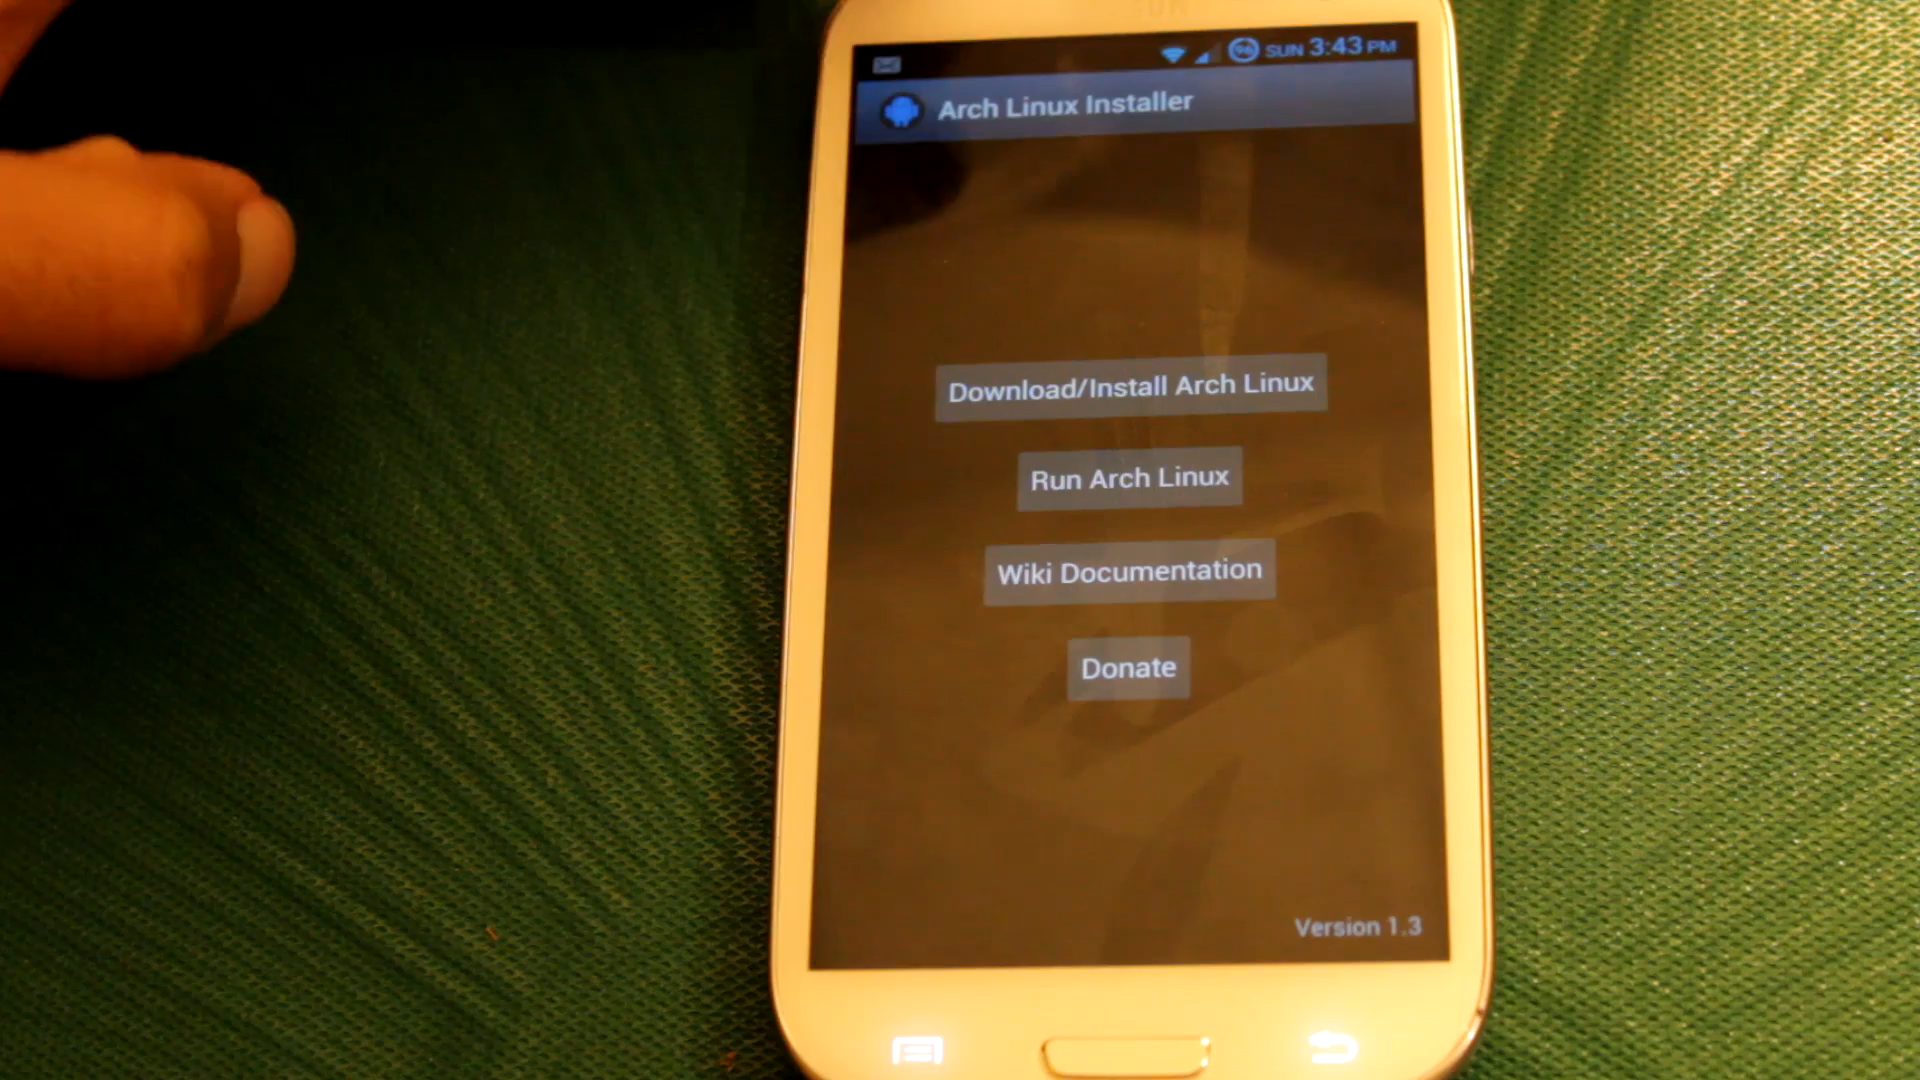 96 SUN 3:43 PM
Arch Linux Installer
Download/Install Arch Linux
Run Arch Linux
Wiki Documentation
Donate
Version 1.3